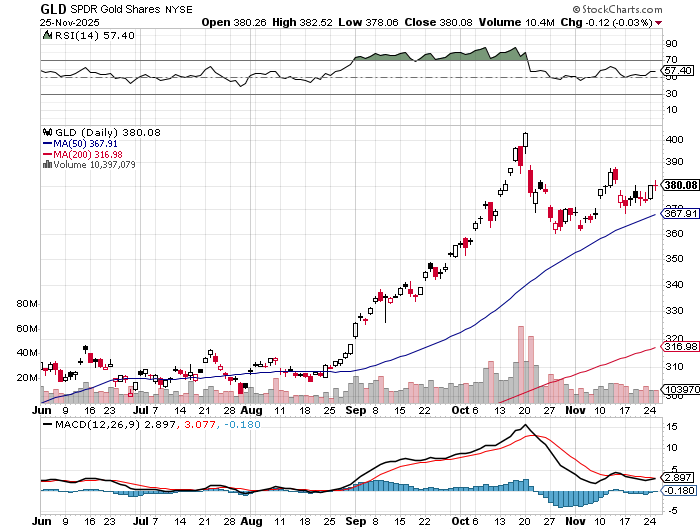 GLD SPDR Gold Shares NYSE
© StockCharts.com
25-Nov-2025
Open 380.26 High 382.52 Low 378.06 Close 380.08 Volume 10.4M Chg -0.12 (-0.03%)
RSI(14) 57.40
90
70
57.40
50
30
10
GLD (Daily) 380.08
MA(50) 367.91
MA(200) 316.98
Volume 10,397,079
400
390
380.08
370
367.91
360
350
340
330
320
316.98
310
300
80M
60M
40M
20M
10397079
Jun 9 16 23 Jul 7 14 21 28 Aug 11 18 25 Sep 8 15 22 Oct 6 13 20 27 Nov 10 17 24
MACD(12,26,9) 2.897, 3.077, -0.180
15
10
5
2.897
-0.180
-5
Jun 9 16 23 Jul 7 14 21 28 Aug 11 18 25 Sep 8 15 22 Oct 6 13 20 27 Nov 10 17 24